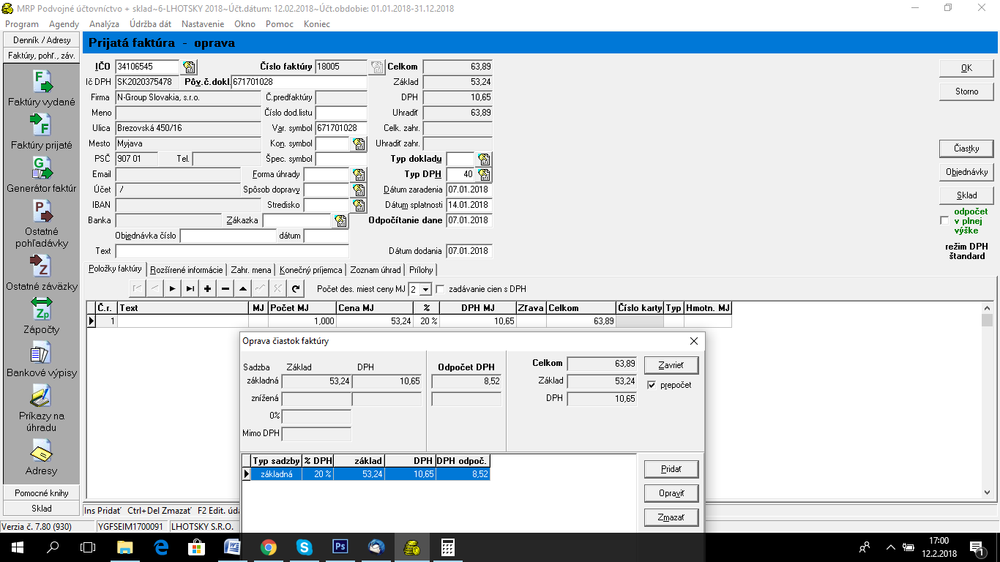 MRP Podvojné účtovníctvo + sklad~6-LHOTSKY 2018~Účt.dátum: 12.02.2018~Účt.obdobie: 01.01.2018-31.12.2018
Program Agendy Analýza Údržba dát Nastavenie Okno Pomoc Koniec
Denník / Adresy
Faktúry, pohľ., záv.
Faktúry vydané
Faktúry prijaté
Generátor faktúr
Ostatné pohľadávky
Ostatné záväzky
Zápočty
Bankové výpisy
Príkazy na úhradu
Adresy
Pomocné knihy
Sklad
Prijatá faktúra - oprava
IČO 34106545 Číslo faktúry 18005 Celkom 63,89
Ič DPH SK2020375478 Pôv.č.dokl. 671701028 Základ 53,24
Firma N-Group Slovakia, s.r.o. Č.predfaktúry DPH 10,65
Meno Číslo dod.listu Uhradiť 63,89
Ulica Brezovská 450/16 Var. symbol 671701028 Celk. zahr.
Mesto Myjava Kon. symbol Uhradiť zahr.
PSČ 907 01 Tel. Špec. symbol Typ dokladu
Email Forma úhrady Typ DPH 40
Účet / Spôsob dopravy Dátum zaradenia 07.01.2018
IBAN Stredisko Dátum splatnosti 14.01.2018
Banka Zákazka Odpočítanie dane 07.01.2018
Objednávka číslo dátum
Text Dátum dodania 07.01.2018
OK
Storno
Čiastky
Objednávky
Sklad
odpočet
v plnej
výške
režim DPH
štandard
Položky faktúry Rozšírené informácie Zahr. mena Konečný príjemca Zoznam úhrad Prílohy
Počet des. miest ceny MJ 2 zadávanie cien s DPH
Č.r. Text MJ Počet MJ Cena MJ % DPH MJ Zľava Celkom Číslo karty Typ Hmotn. MJ
1 1,000 53,24 20 % 10,65 63,89
Oprava čiastok faktúry
Sadzba Základ DPH Odpočet DPH Celkom 63,89 Zavrieť
základná 53,24 10,65 8,52 Základ 53,24 prepočet
znížená DPH 10,65
0%
Mimo DPH
Typ sadzby % DPH základ DPH DPH odpoč.
základná 20 % 53,24 10,65 8,52
Pridať
Opraviť
Zmazať
Ins Pridať Ctrl+Del Zmazať F2 Edit. úda
Verzia č. 7.80 (930) YGFSEIM1700091 LHOTSKY S.R.O.
17:00
12.2.2018
1